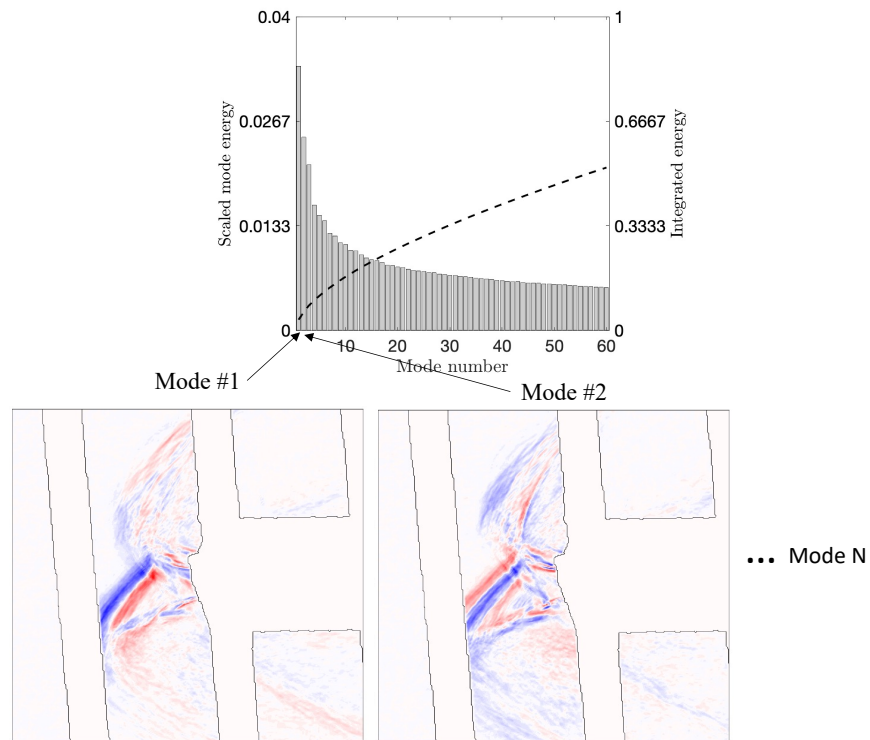 0.04
0.0267
0.0133
0
Scaled mode energy
1
0.6667
0.3333
0
Integrated energy
10 20 30 40 50 60
Mode number
Mode #1
Mode #2
... Mode N